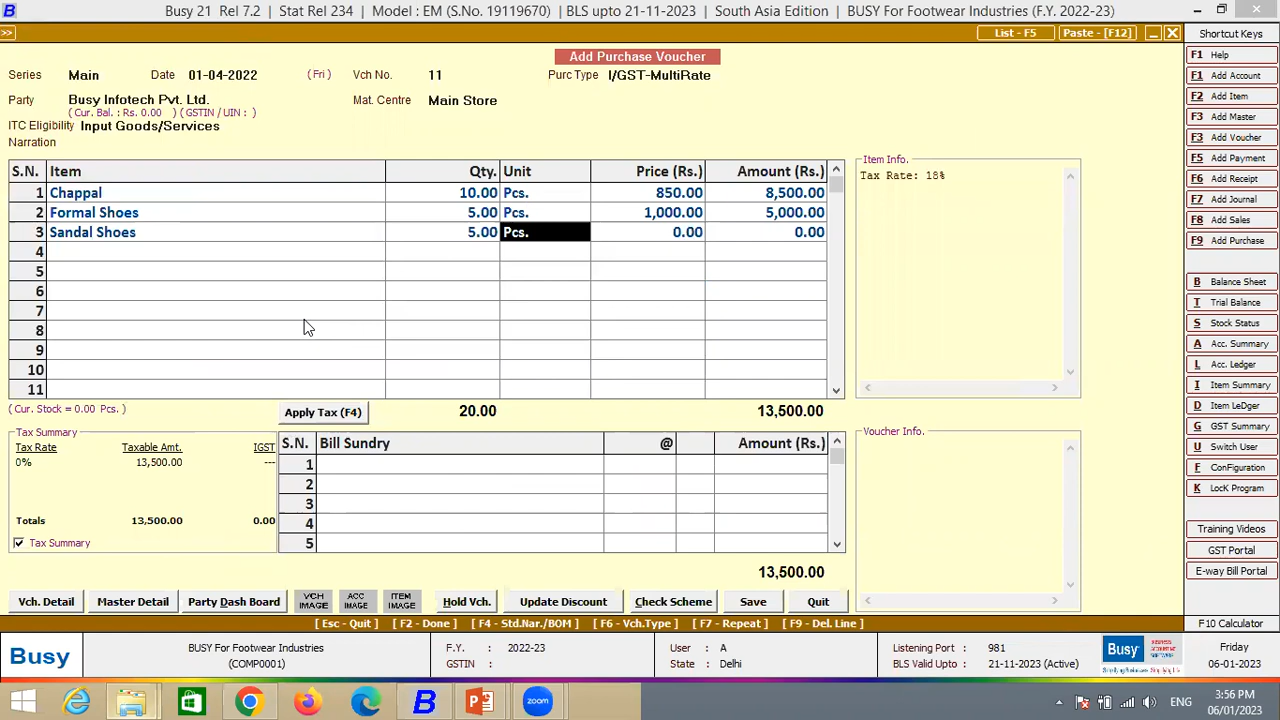 Busy 21 Rel 7.2 | Stat Rel 234 | Model : EM (S.No. 19119670) | BLS upto 21-11-2023 | South Asia Edition | BUSY For Footwear Industries (F.Y. 2022-23)
>> List - F5 Paste - [F12]
Add Purchase Voucher
Series Main Date 01-04-2022 (Fri) Vch No. 11 Purc Type I/GST-MultiRate
Party Busy Infotech Pvt. Ltd. Mat. Centre Main Store
(Cur. Bal. : Rs. 0.00 ) (GSTIN / UIN : )
ITC Eligibility Input Goods/Services
Narration
S.N. Item Qty. Unit Price (Rs.) Amount (Rs.)
1 Chappal 10.00 Pcs. 850.00 8,500.00
2 Formal Shoes 5.00 Pcs. 1,000.00 5,000.00
3 Sandal Shoes 5.00 Pcs. 0.00 0.00
4
5
6
7
8
9
10
11
( Cur. Stock = 0.00 Pcs. ) Apply Tax (F4) 20.00 13,500.00
Item Info.
Tax Rate: 18%
Tax Summary
Tax Rate Taxable Amt. IGST
0% 13,500.00 ---
Totals 13,500.00 0.00
Tax Summary
S.N. Bill Sundry @ Amount (Rs.)
1
2
3
4
5
13,500.00
Voucher Info.
Vch. Detail Master Detail Party Dash Board VCH IMAGE ACC IMAGE ITEM IMAGE Hold Vch. Update Discount Check Scheme Save Quit
[ Esc - Quit ] [ F2 - Done ] [ F4 - Std.Nar./BOM ] [ F6 - Vch.Type ] [ F7 - Repeat ] [ F9 - Del. Line ]
Shortcut Keys
F1 Help
F1 Add Account
F2 Add Item
F3 Add Master
F3 Add Voucher
F5 Add Payment
F6 Add Receipt
F7 Add Journal
F8 Add Sales
F9 Add Purchase
B Balance Sheet
T Trial Balance
S Stock Status
A Acc. Summary
L Acc. Ledger
I Item Summary
D Item LeDger
G GST Summary
U Switch User
F ConFiguration
K LocK Program
Training Videos
GST Portal
E-way Bill Portal
F10 Calculator
Busy BUSY For Footwear Industries
(COMP0001)
F.Y. : 2022-23
GSTIN :
User : A
State : Delhi
Listening Port : 981
BLS Valid Upto : 21-11-2023 (Active)
Busy
Friday
06-01-2023
zoom ENG 3:56 PM
06/01/2023